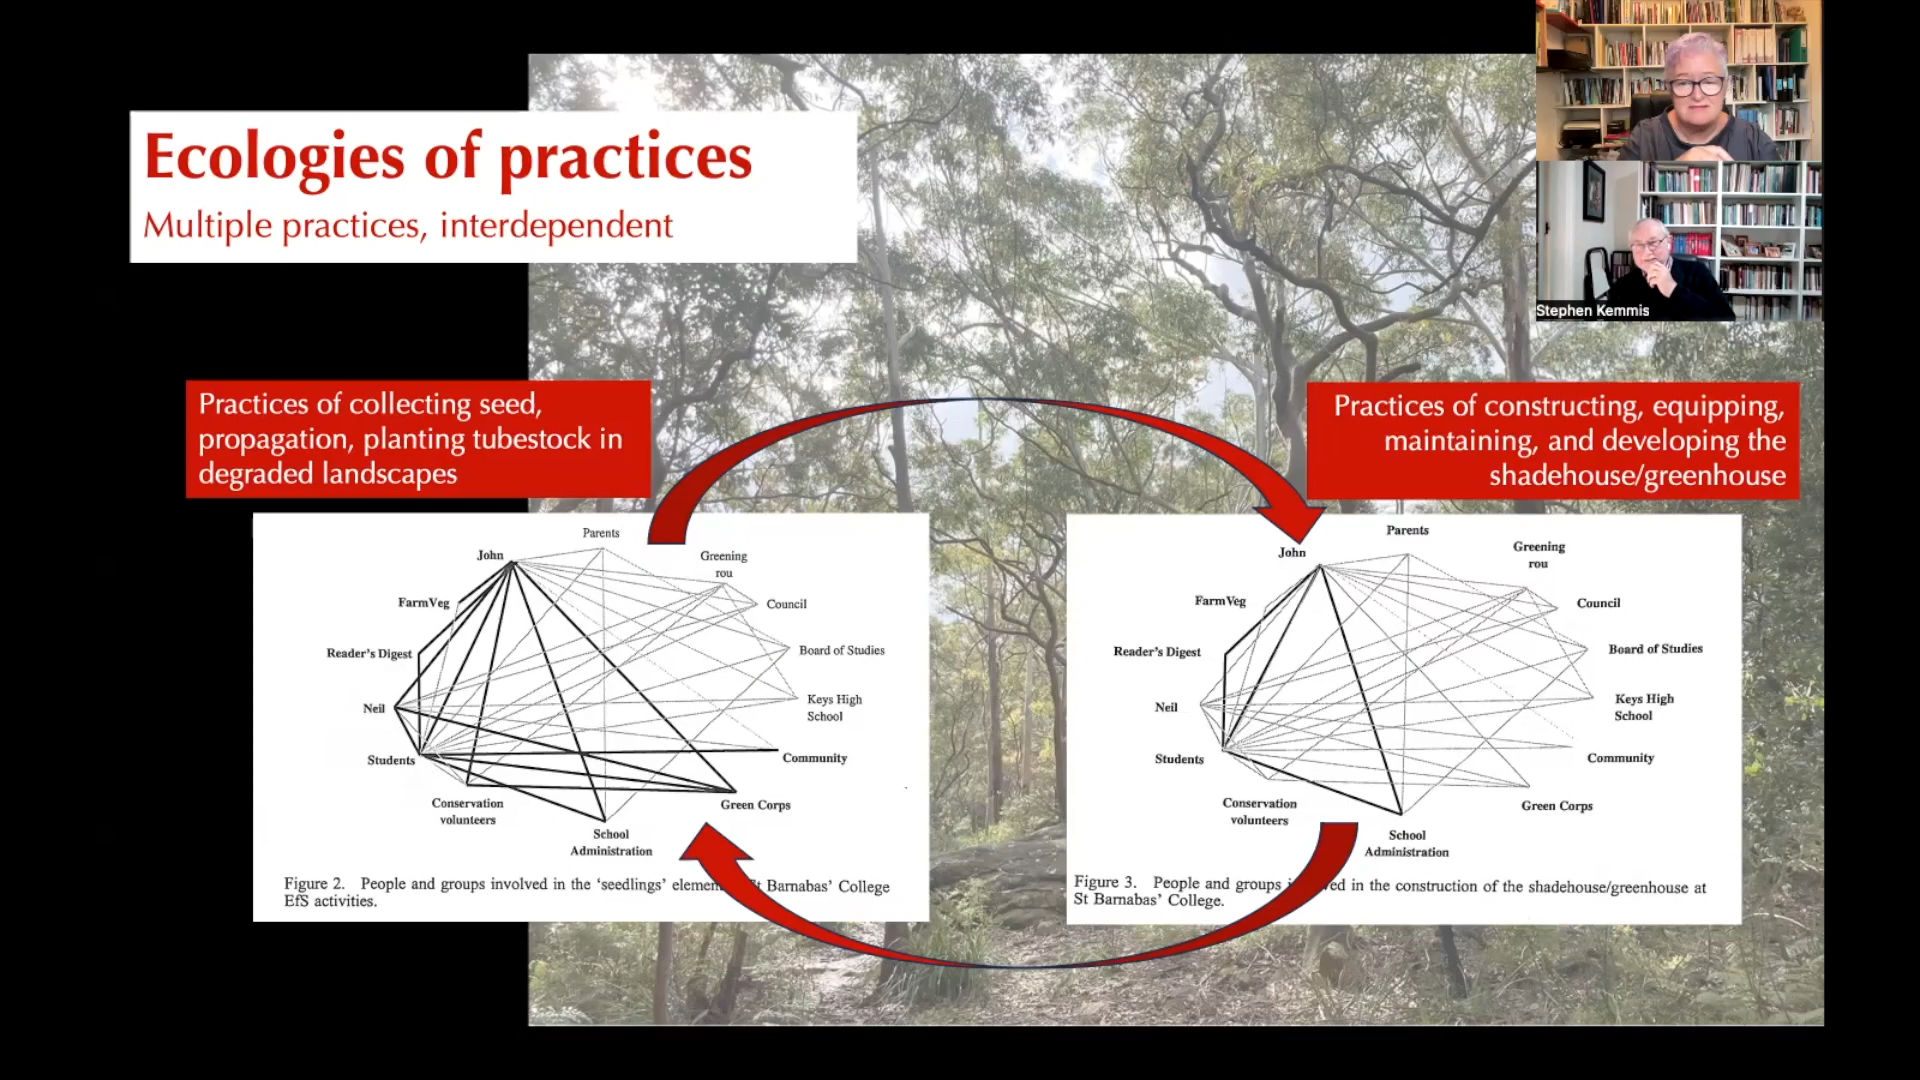 Ecologies of practices
Multiple practices, interdependent
Stephen Kemmis
Practices of collecting seed,
propagation, planting tubestock in
degraded landscapes
Practices of constructing, equipping,
maintaining, and developing the
shadehouse/greenhouse
Parents
John
Greening
rou
FarmVeg
Council
Reader's Digest
Board of Studies
Neil
Keys High
School
Students
Community
Conservation
volunteers
Green Corps
School
Administration
Figure 2. People and groups involved in the 'seedlings' Barnabas' College
EfS activities.
Parents
John
Greening
rou
FarmVeg
Council
Reader's Digest
Board of Studies
Neil
Keys High
School
Students
Community
Conservation
volunteers
Green Corps
School
Administration
Figure 3. People and groups in the construction of the shadehouse/greenhouse at
St Barnabas' College.